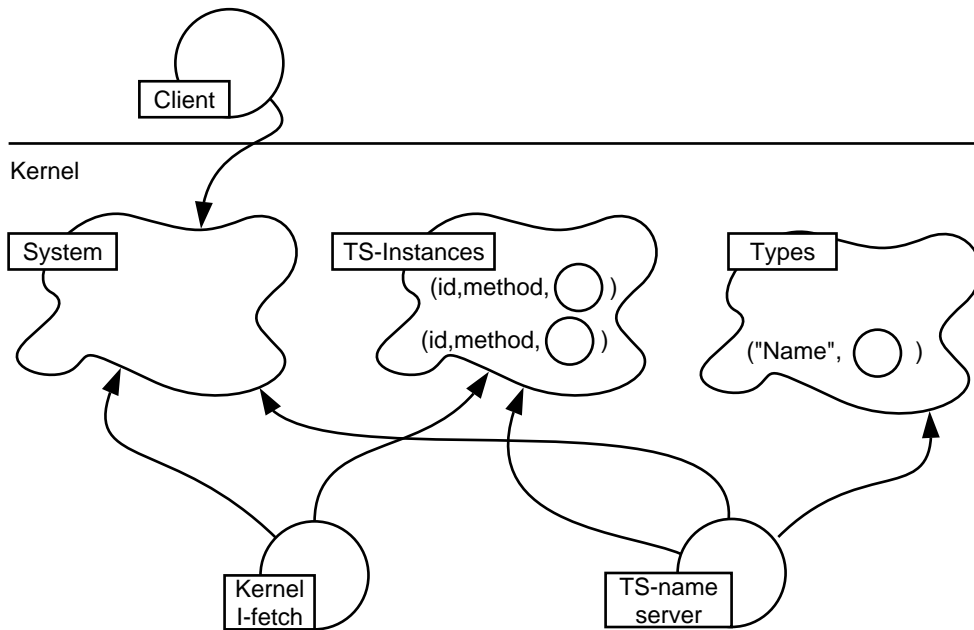 Client
Kernel
System
TS-Instances
Types
(id,method, )
(id,method, )
("Name", )
Kernel
I-fetch
TS-name
server